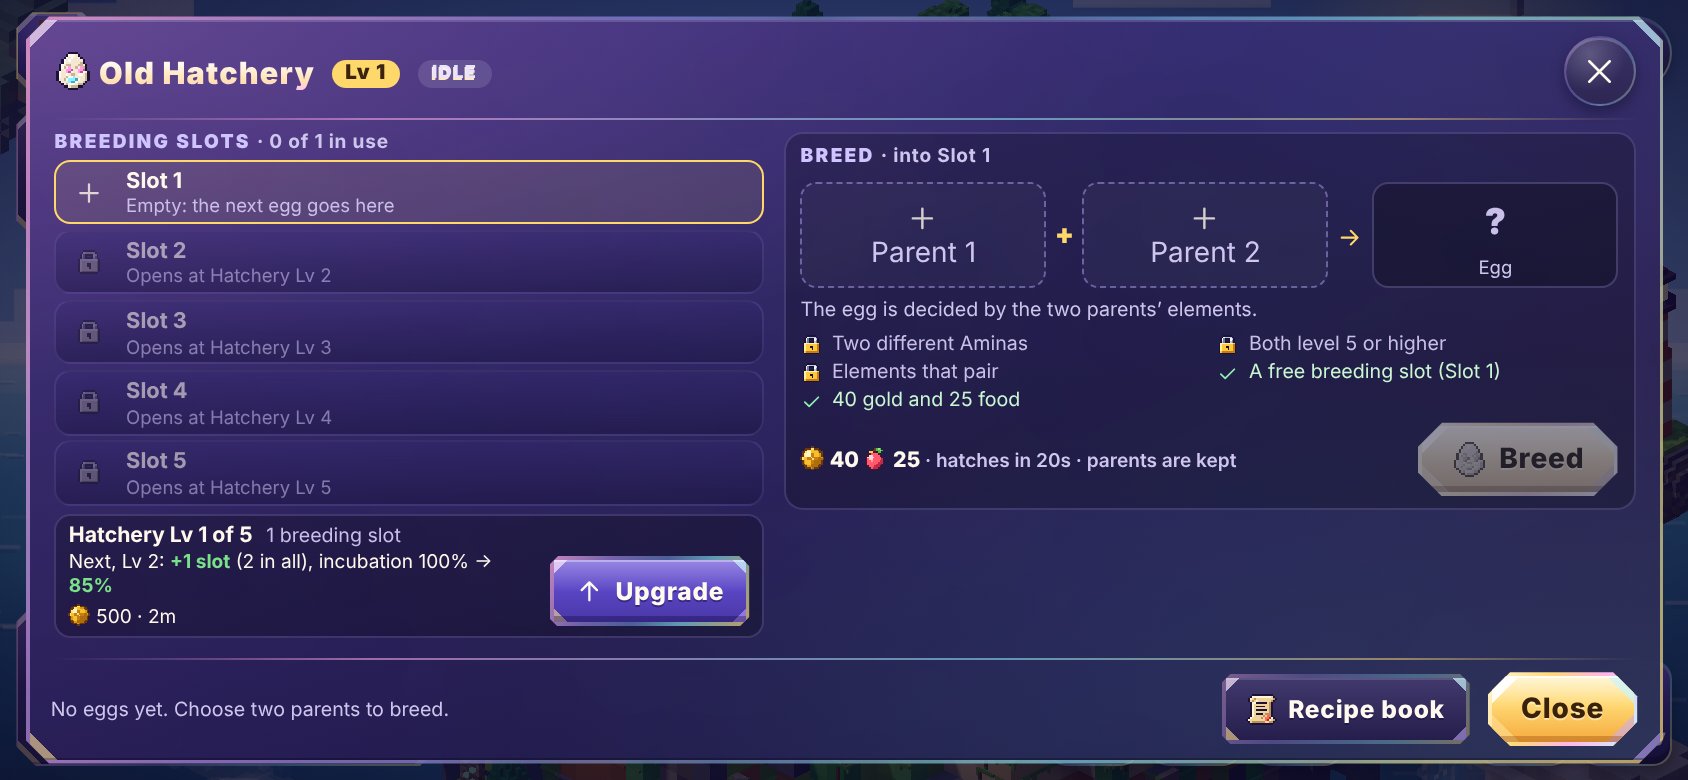 Old Hatchery Lv 1 IDLE
BREEDING SLOTS · 0 of 1 in use
Slot 1
Empty: the next egg goes here
Slot 2
Opens at Hatchery Lv 2
Slot 3
Opens at Hatchery Lv 3
Slot 4
Opens at Hatchery Lv 4
Slot 5
Opens at Hatchery Lv 5
Hatchery Lv 1 of 5 1 breeding slot
Next, Lv 2: +1 slot (2 in all), incubation 100% →
85%
500 · 2m
Upgrade
BREED · into Slot 1
Parent 1
+
Parent 2
→
?
Egg
The egg is decided by the two parents’ elements.
Two different Aminas
Both level 5 or higher
Elements that pair
✓ A free breeding slot (Slot 1)
✓ 40 gold and 25 food
40 25 · hatches in 20s · parents are kept
Breed
No eggs yet. Choose two parents to breed.
Recipe book
Close